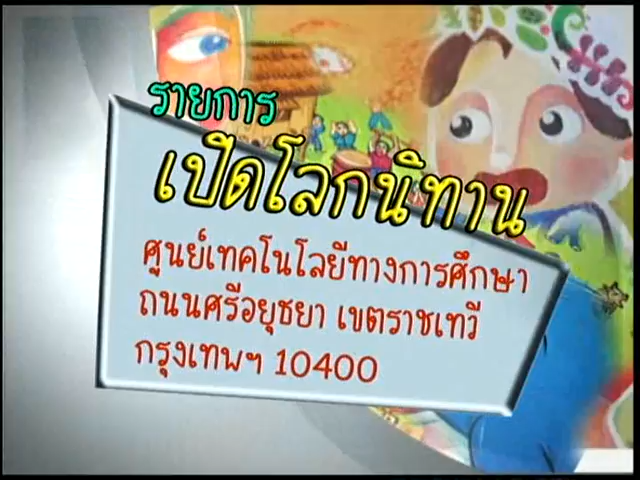 รายการ
เปิดโลกนิทาน
ศูนย์เทคโนโลยีทางการศึกษา
ถนนศรีอยุธยา เขตราชเทวี
กรุงเทพฯ 10400